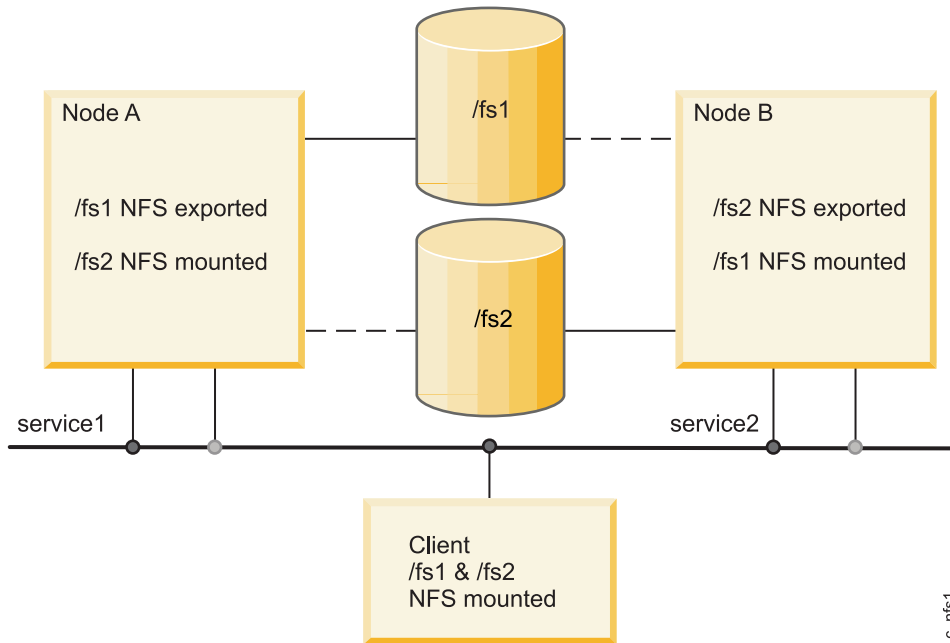 Node A
/fs1 NFS exported
/fs2 NFS mounted
/fs1
/fs2
Node B
/fs2 NFS exported
/fs1 NFS mounted
service1
service2
Client
/fs1 & /fs2
NFS mounted